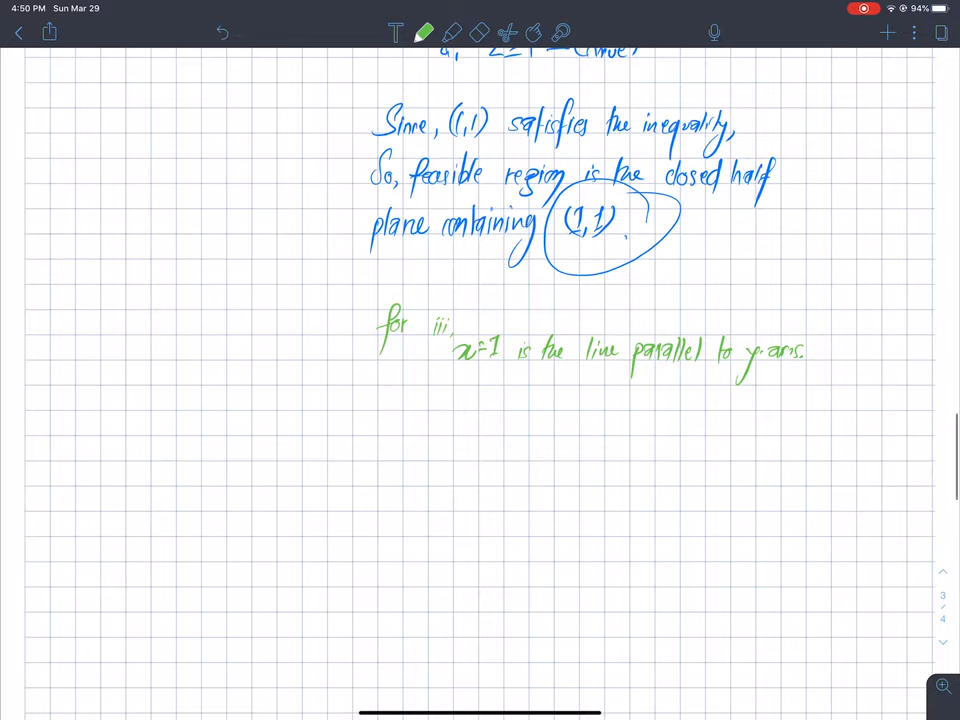 4:50 PM Sun Mar 29
94%
T
Since, (1,1) satisfies the inequality,
So, feasible region is the closed half
plane containing (1,1).
for iii,
x=1 is the line parallel to y-axis.
3
/
4